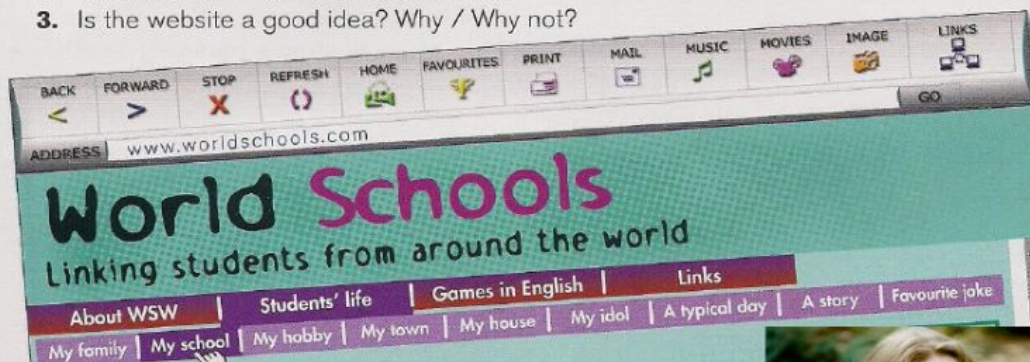 3. Is the website a good idea? Why / Why not?
BACK FORWARD STOP REFRESH HOME FAVOURITES PRINT MAIL MUSIC MOVIES IMAGE LINKS
GO
ADDRESS www.worldschools.com
World Schools
Linking students from around the world
About WSW | Students' life | Games in English | Links
My family | My school | My hobby | My town | My house | My idol | A typical day | A story | Favourite joke